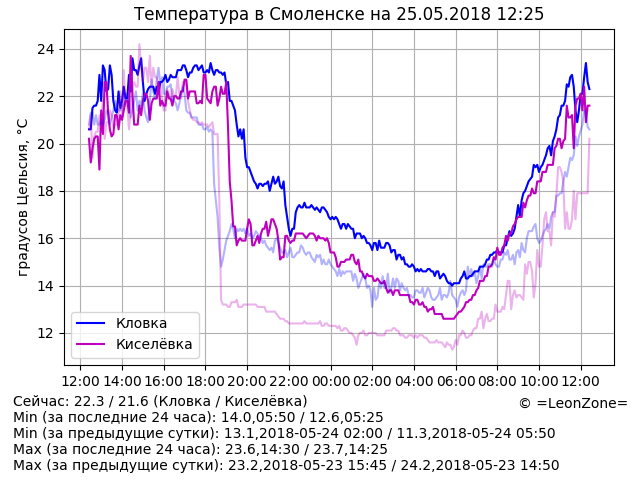 Температура в Смоленске на 25.05.2018 12:25
градусов Цельсия, °C
24
22
20
18
16
14
12
Кловка
Киселёвка
12:00 14:00 16:00 18:00 20:00 22:00 00:00 02:00 04:00 06:00 08:00 10:00 12:00
Сейчас: 22.3 / 21.6 (Кловка / Киселёвка)
© =LeonZone=
Min (за последние 24 часа): 14.0,05:50 / 12.6,05:25
Min (за предыдущие сутки): 13.1,2018-05-24 02:00 / 11.3,2018-05-24 05:50
Max (за последние 24 часа): 23.6,14:30 / 23.7,14:25
Max (за предыдущие сутки): 23.2,2018-05-23 15:45 / 24.2,2018-05-23 14:50